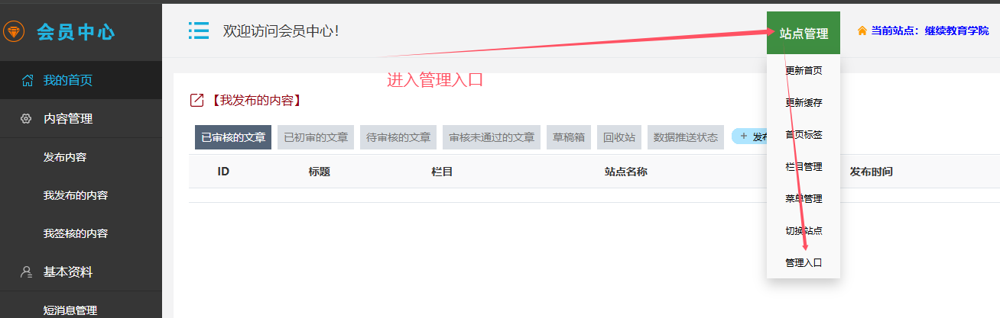 会员中心
欢迎访问会员中心！
站点管理
当前站点：继续教育学院
我的首页
内容管理
发布内容
我发布的内容
我签核的内容
基本资料
短消息管理
进入管理入口
【我发布的内容】
已审核的文章 已初审的文章 待审核的文章 审核未通过的文章 草稿箱 回收站 数据推送状态 + 发布
ID 标题 栏目 站点名称 发布时间
更新首页
更新缓存
首页标签
栏目管理
菜单管理
切换站点
管理入口